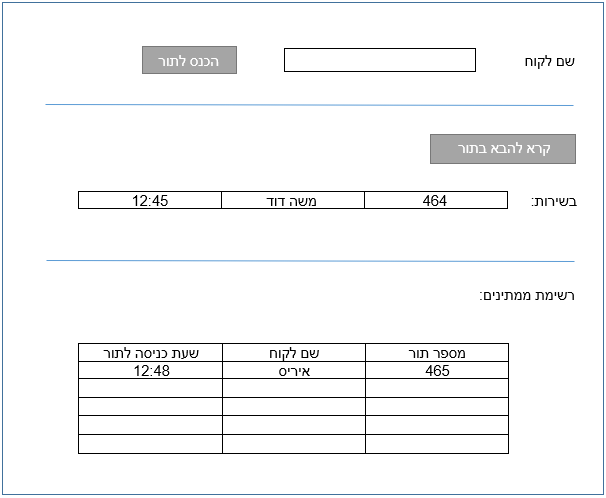 שם לקוח הכנס לתור
קרא להבא בתור
בשירות: 464 משה דוד 12:45
רשימת ממתינים:
מספר תור שם לקוח שעת כניסה לתור
465 איריס 12:48